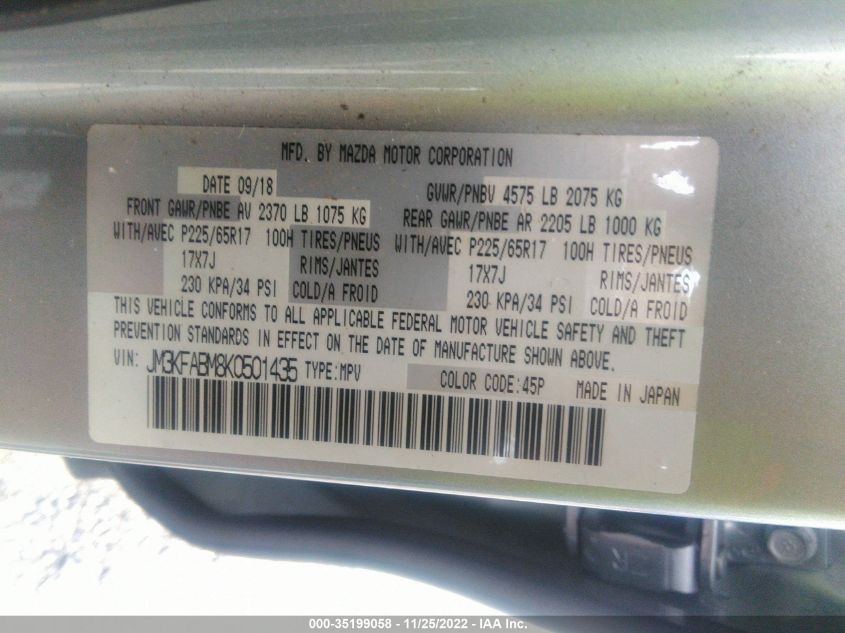 MFD. BY MAZDA MOTOR CORPORATION
DATE 09/18 GVWR/PNBV 4575 LB 2075 KG
FRONT GAWR/PNBE AV 2370 LB 1075 KG REAR GAWR/PNBE AR 2205 LB 1000 KG
WITH/AVEC P225/65R17 100H TIRES/PNEUS WITH/AVEC P225/65R17 100H TIRES/PNEUS
17X7J RIMS/JANTES 17X7J RIMS/JANTES
230 KPA/34 PSI COLD/A FROID 230 KPA/34 PSI COLD/A FROID
THIS VEHICLE CONFORMS TO ALL APPLICABLE FEDERAL MOTOR VEHICLE SAFETY AND THEFT
PREVENTION STANDARDS IN EFFECT ON THE DATE OF MANUFACTURE SHOWN ABOVE.
VIN: JM3KFABM8K0501435 TYPE:MPV COLOR CODE:45P MADE IN JAPAN
000-35199058 - 11/25/2022 - IAA Inc.